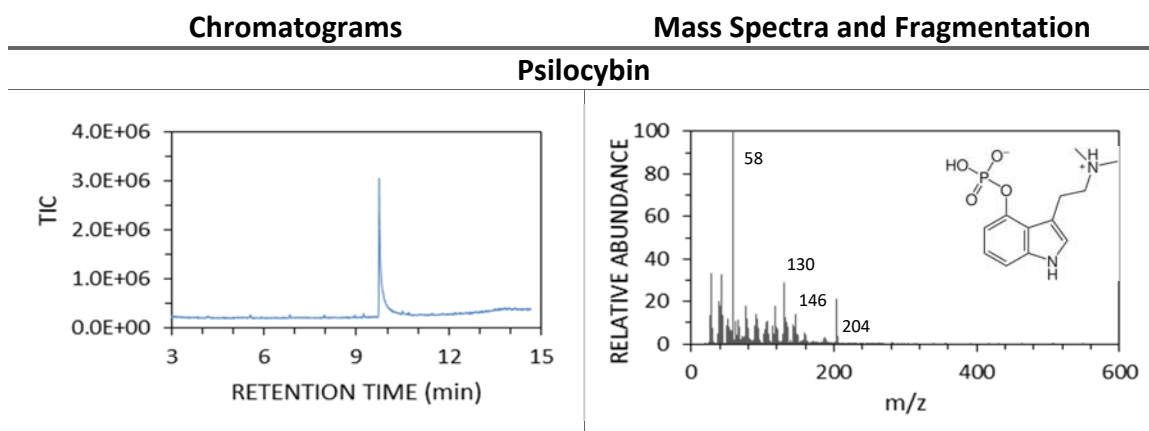 Chromatograms
Mass Spectra and Fragmentation
Psilocybin
4.0E+06
3.0E+06
2.0E+06
1.0E+06
0.0E+00
TIC
3
6
9
12
15
RETENTION TIME (min)
100
80
60
40
20
0
RELATIVE ABUNDANCE
58
130
146
204
HO
O⁻
P
O
O
H
N
+
N
H
0
200
400
600
m/z